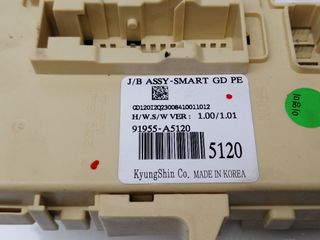 J/B ASSY-SMART GD PE
GD120I2Q23008410011012
H/W.S/W VER : 1.00/1.01
91955-A5120
5120
KyungShin Co. MADE IN KOREA